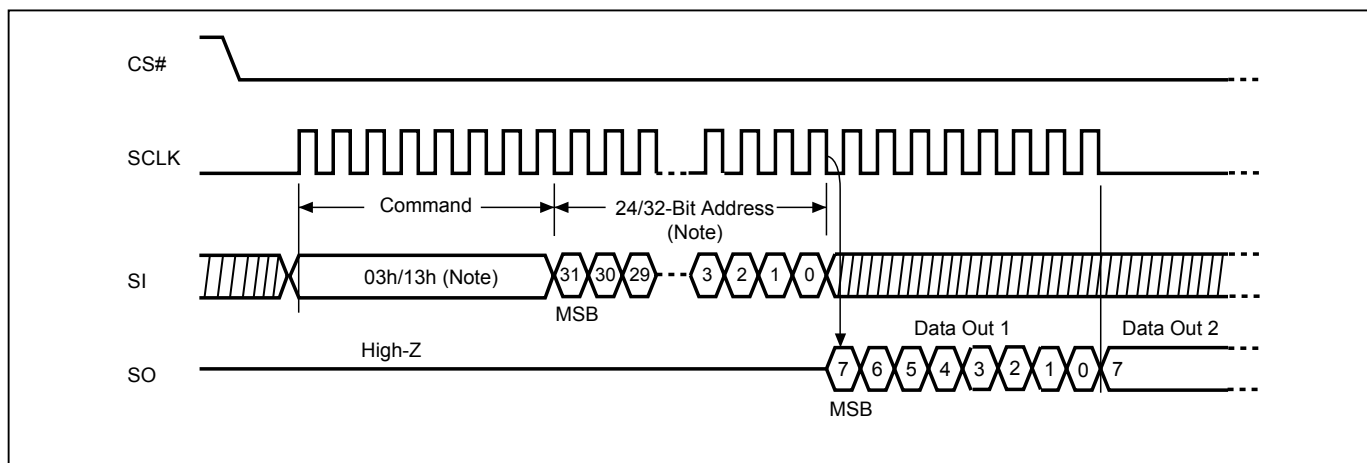 CS#
SCLK
Command
24/32-Bit Address
(Note)
SI
03h/13h (Note)
31 30 29 3 2 1 0
MSB
Data Out 1
Data Out 2
High-Z
SO
7 6 5 4 3 2 1 0 7
MSB